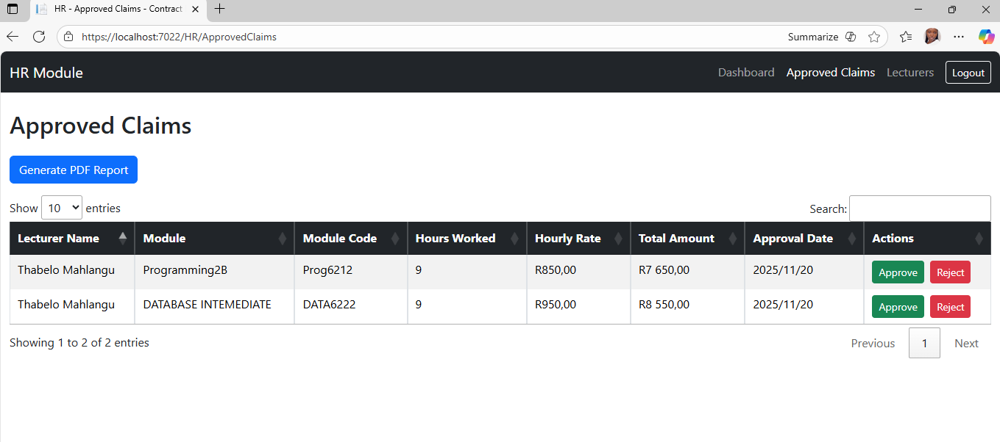 HR - Approved Claims - Contract
https://localhost:7022/HR/ApprovedClaims Summarize
HR Module Dashboard Approved Claims Lecturers Logout
Approved Claims
Generate PDF Report
Show 10 entries Search:
Lecturer Name Module Module Code Hours Worked Hourly Rate Total Amount Approval Date Actions
Thabelo Mahlangu Programming2B Prog6212 9 R850,00 R7 650,00 2025/11/20 Approve Reject
Thabelo Mahlangu DATABASE INTEMEDIATE DATA6222 9 R950,00 R8 550,00 2025/11/20 Approve Reject
Showing 1 to 2 of 2 entries Previous 1 Next